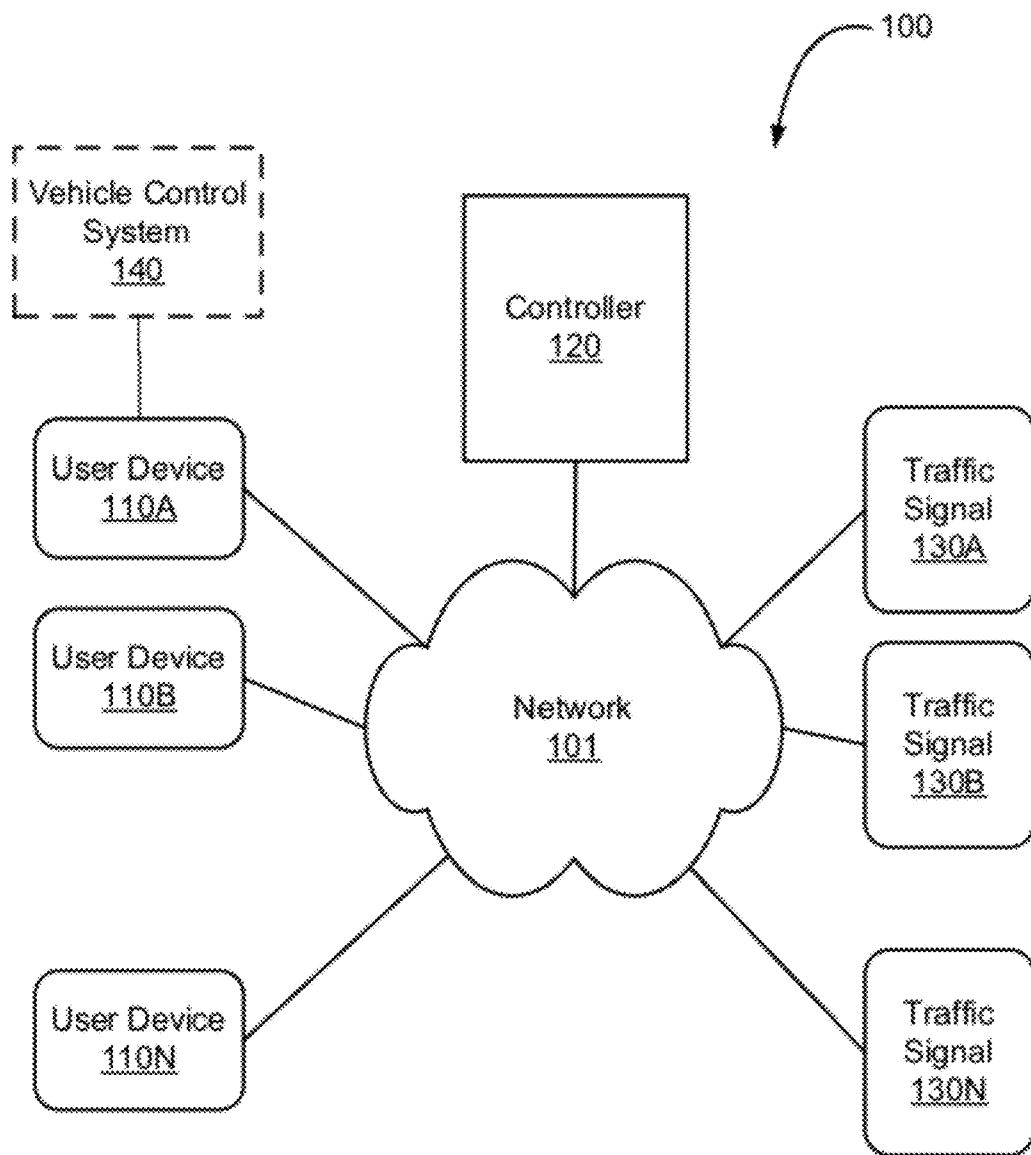 100
Vehicle Control
System
140
Controller
120
User Device
110A
Traffic
Signal
130A
User Device
110B
Network
101
Traffic
Signal
130B
User Device
110N
Traffic
Signal
130N